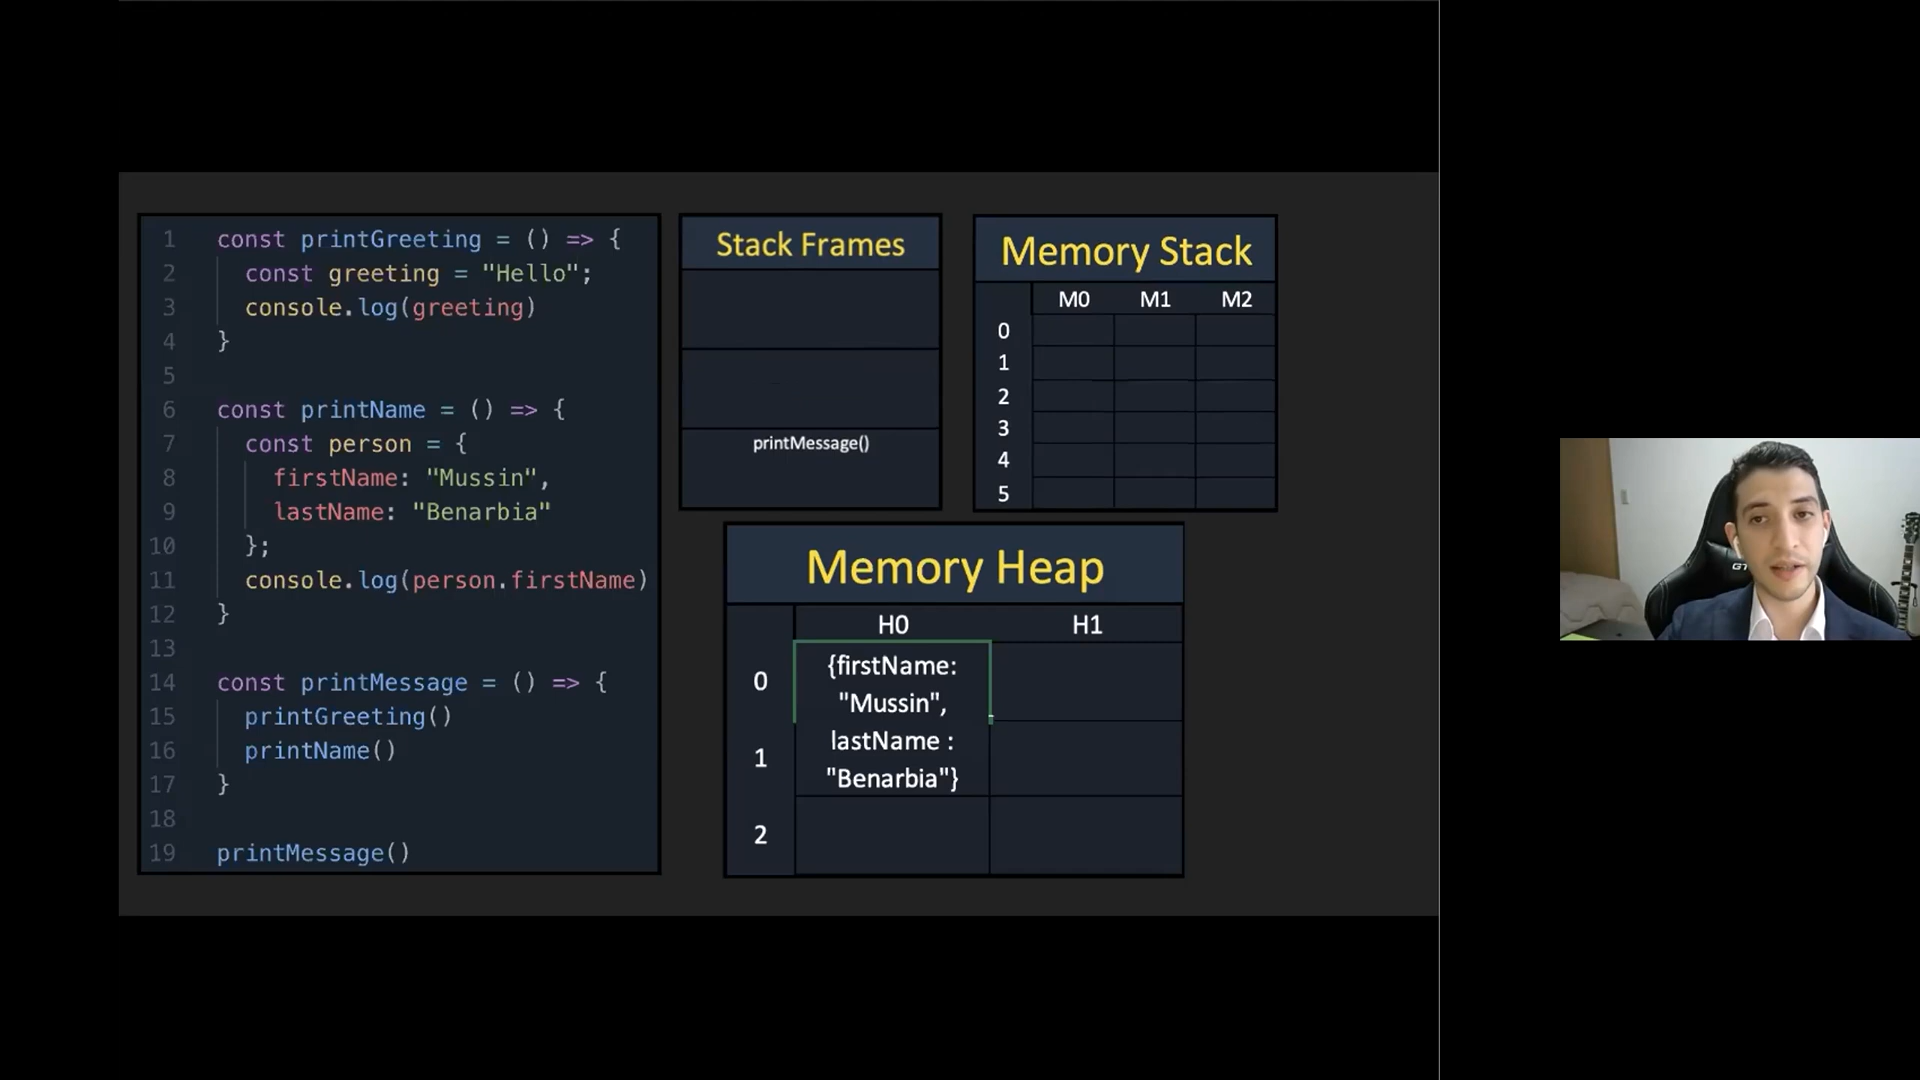 1 const printGreeting = () => {
2 const greeting = "Hello";
3 console.log(greeting)
4 }
5
6 const printName = () => {
7 const person = {
8 firstName: "Mussin",
9 lastName: "Benarbia"
10 };
11 console.log(person.firstName)
12 }
13
14 const printMessage = () => {
15 printGreeting()
16 printName()
17 }
18
19 printMessage()
Stack Frames
printMessage()
Memory Stack
M0 M1 M2
0
1
2
3
4
5
Memory Heap
H0 H1
0 {firstName:
"Mussin",
1 lastName :
"Benarbia"}
2